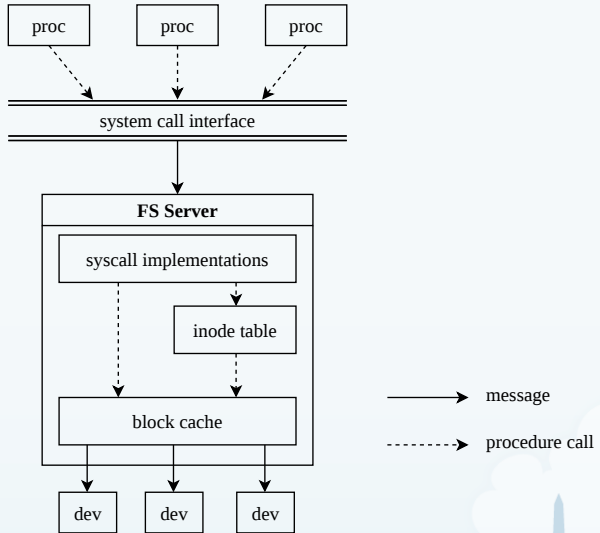 proc proc proc
system call interface
FS Server
syscall implementations
inode table
message
block cache
procedure call
dev dev dev